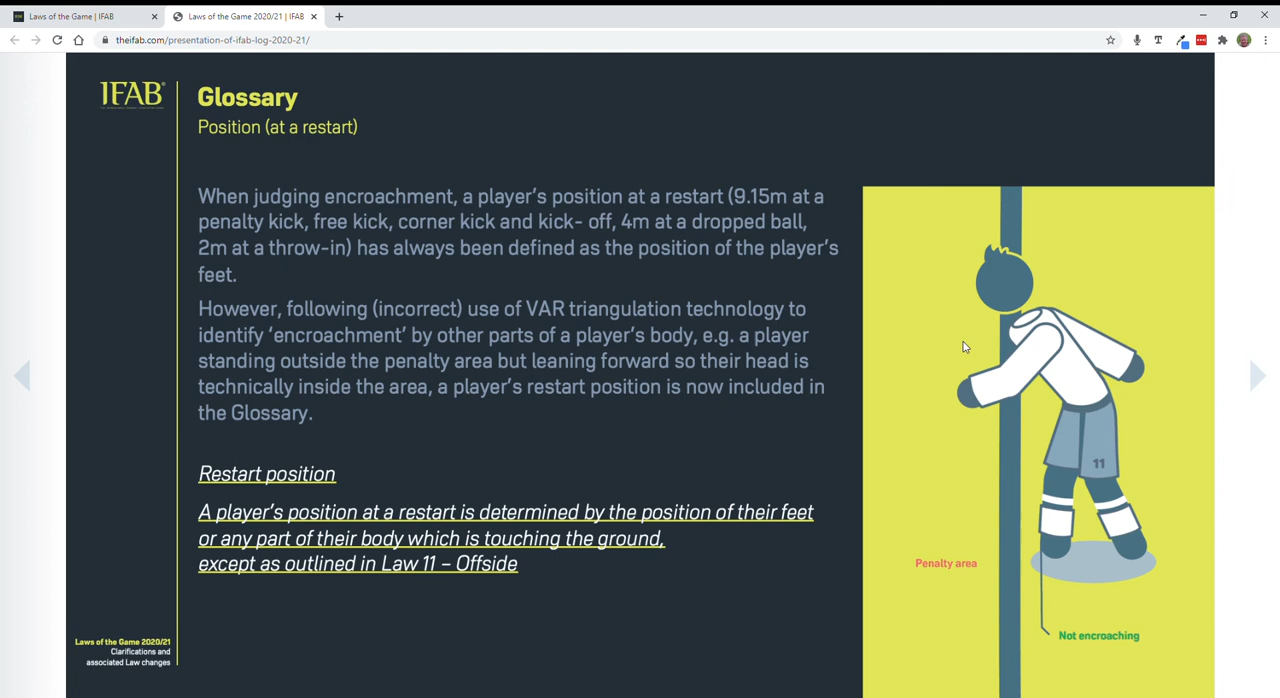 Laws of the Game | IFAB
Laws of the Game 2020/21 | IFAB
theifab.com/presentation-of-ifab-log-2020-21/
IFAB
Glossary
Position (at a restart)
When judging encroachment, a player's position at a restart (9.15m at a
penalty kick, free kick, corner kick and kick- off, 4m at a dropped ball,
2m at a throw-in) has always been defined as the position of the player's
feet.
However, following (incorrect) use of VAR triangulation technology to
identify 'encroachment' by other parts of a player's body, e.g. a player
standing outside the penalty area but leaning forward so their head is
technically inside the area, a player's restart position is now included in
the Glossary.
Restart position
A player's position at a restart is determined by the position of their feet
or any part of their body which is touching the ground,
except as outlined in Law 11 – Offside
11
Penalty area
Not encroaching
Laws of the Game 2020/21
Clarifications and
associated Law changes